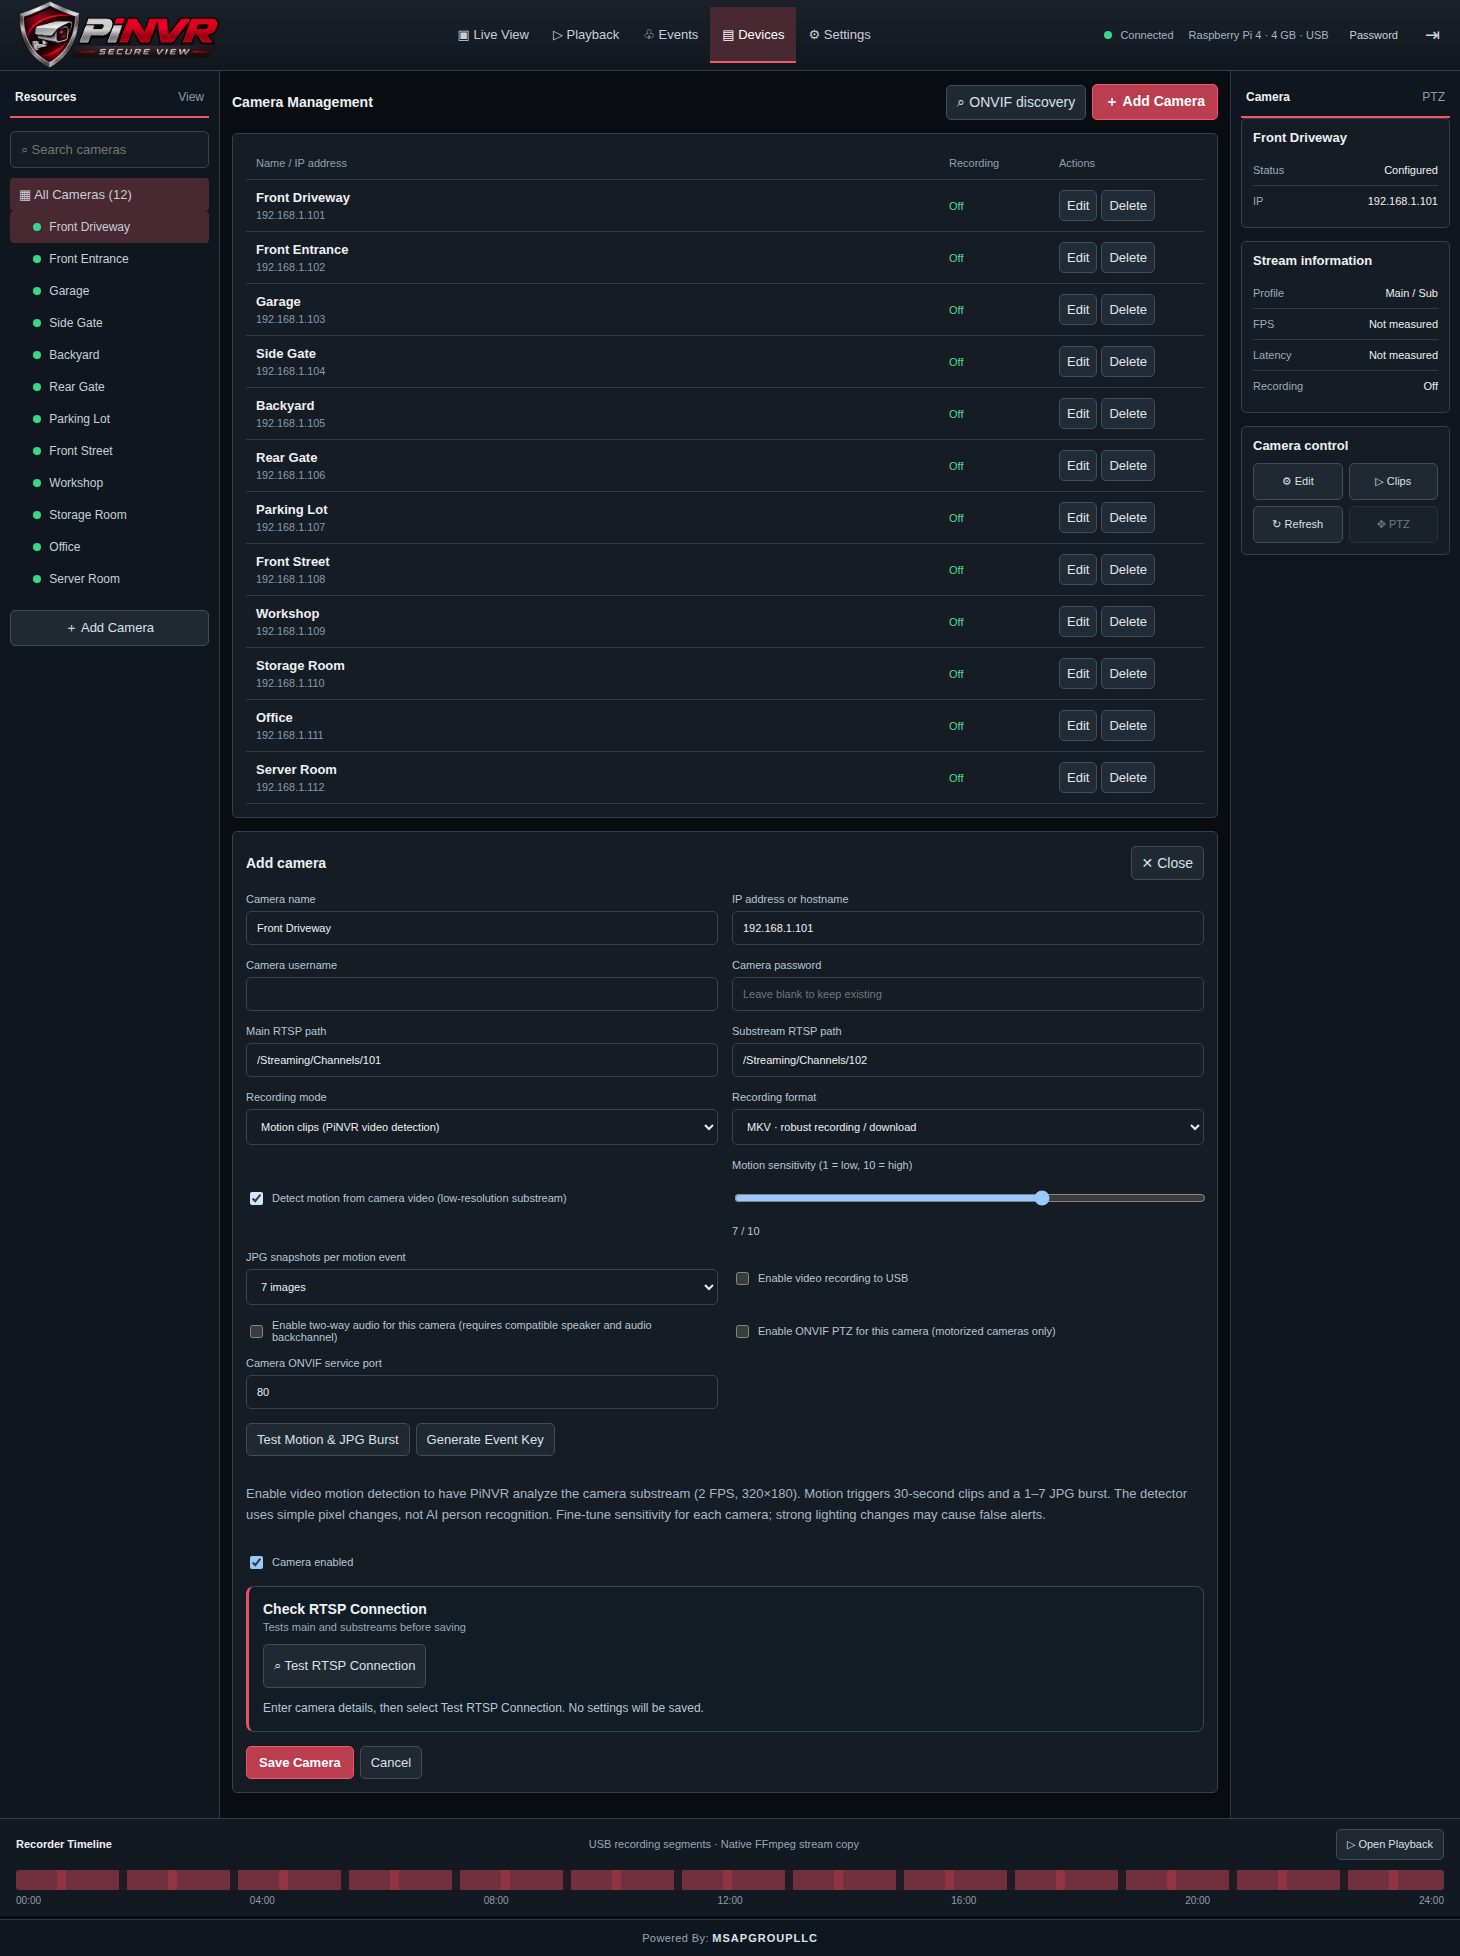 PiNVR
SECURE VIEW
▣ Live View
▷ Playback
♧ Events
▤ Devices
⚙ Settings
Connected
Raspberry Pi 4 · 4 GB · USB
Password
⇥
Resources
View
⌕ Search cameras
▦ All Cameras (12)
Front Driveway
Front Entrance
Garage
Side Gate
Backyard
Rear Gate
Parking Lot
Front Street
Workshop
Storage Room
Office
Server Room
＋ Add Camera
Camera Management
⌕ ONVIF discovery
＋ Add Camera
Name / IP address
Recording
Actions
Front Driveway
192.168.1.101
Off
Edit
Delete
Front Entrance
192.168.1.102
Off
Edit
Delete
Garage
192.168.1.103
Off
Edit
Delete
Side Gate
192.168.1.104
Off
Edit
Delete
Backyard
192.168.1.105
Off
Edit
Delete
Rear Gate
192.168.1.106
Off
Edit
Delete
Parking Lot
192.168.1.107
Off
Edit
Delete
Front Street
192.168.1.108
Off
Edit
Delete
Workshop
192.168.1.109
Off
Edit
Delete
Storage Room
192.168.1.110
Off
Edit
Delete
Office
192.168.1.111
Off
Edit
Delete
Server Room
192.168.1.112
Off
Edit
Delete
Add camera
✕ Close
Camera name
IP address or hostname
Front Driveway
192.168.1.101
Camera username
Camera password
Leave blank to keep existing
Main RTSP path
Substream RTSP path
/Streaming/Channels/101
/Streaming/Channels/102
Recording mode
Recording format
Motion clips (PiNVR video detection)
MKV · robust recording / download
Motion sensitivity (1 = low, 10 = high)
Detect motion from camera video (low-resolution substream)
7 / 10
JPG snapshots per motion event
7 images
Enable video recording to USB
Enable two-way audio for this camera (requires compatible speaker and audio
backchannel)
Enable ONVIF PTZ for this camera (motorized cameras only)
Camera ONVIF service port
80
Test Motion & JPG Burst
Generate Event Key
Enable video motion detection to have PiNVR analyze the camera substream (2 FPS, 320×180). Motion triggers 30-second clips and a 1–7 JPG burst. The detector
uses simple pixel changes, not AI person recognition. Fine-tune sensitivity for each camera; strong lighting changes may cause false alerts.
Camera enabled
Check RTSP Connection
Tests main and substreams before saving
⌕ Test RTSP Connection
Enter camera details, then select Test RTSP Connection. No settings will be saved.
Save Camera
Cancel
Camera
PTZ
Front Driveway
Status
Configured
IP
192.168.1.101
Stream information
Profile
Main / Sub
FPS
Not measured
Latency
Not measured
Recording
Off
Camera control
⚙ Edit
▷ Clips
↻ Refresh
✥ PTZ
Recorder Timeline
USB recording segments · Native FFmpeg stream copy
▷ Open Playback
00:00
04:00
08:00
12:00
16:00
20:00
24:00
Powered By: MSAPGROUPLLC